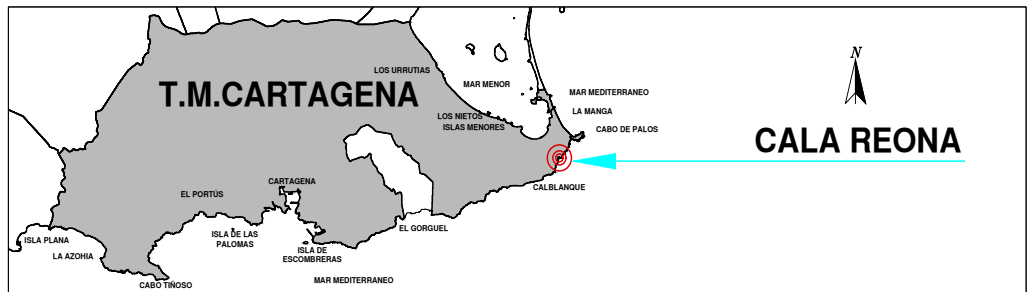 N
LOS URRUTIAS
MAR MENOR
MAR MEDITERRANEO
T.M.CARTAGENA
LA MANGA
LOS NIETOS
ISLAS MENORES
CABO DE PALOS
CALA REONA
CARTAGENA
CALBLANQUE
EL PORTÚS
EL GORGUEL
ISLA PLANA
ISLA DE LAS
PALOMAS
LA AZOHIA
ISLA DE
ESCOMBRERAS
CABO TIÑOSO
MAR MEDITERRANEO